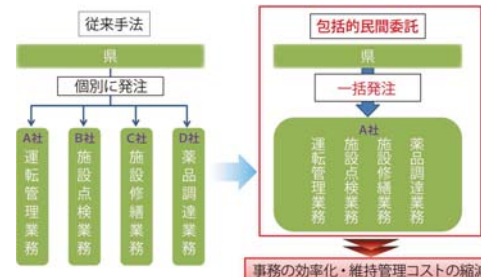 従来手法
県
個別に発注
A社
運転管理業務
B社
施設点検業務
C社
施設修繕業務
D社
薬品調達業務
包括的民間委託
県
一括発注
A社
運転管理業務
施設点検業務
施設修繕業務
薬品調達業務
事務の効率化・維持管理コストの縮減